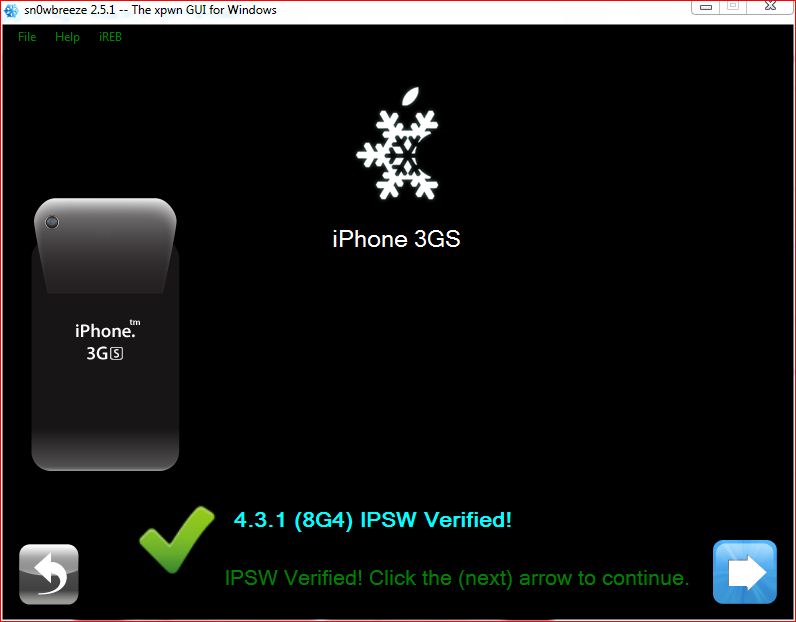 sn0wbreeze 2.5.1 -- The xpwn GUI for Windows
File Help iREB
iPhone 3GS
iPhone.™
3GS
4.3.1 (8G4) IPSW Verified!
IPSW Verified! Click the (next) arrow to continue.